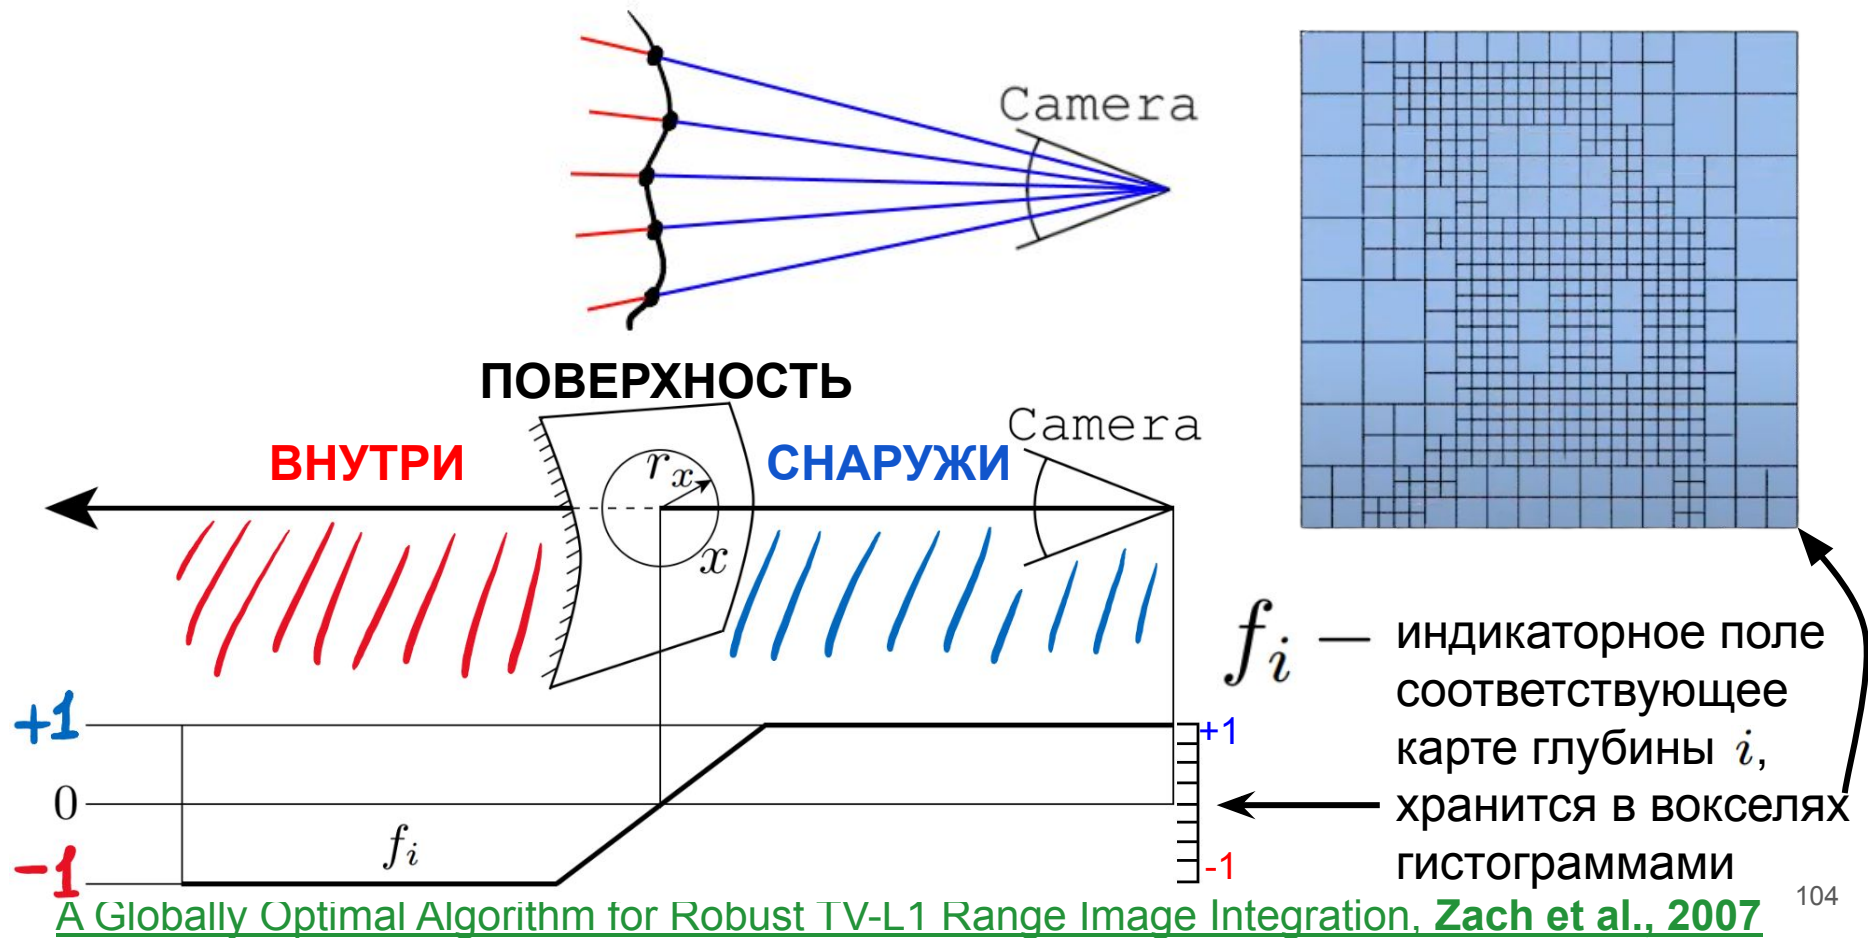 Camera
ПОВЕРХНОСТЬ
Camera
ВНУТРИ
СНАРУЖИ
r_x
x
f_i — индикаторное поле
соответствующее
карте глубины i,
хранится в вокселях
гистограммами
+1
+1
0
f_i
-1
-1
A Globally Optimal Algorithm for Robust TV-L1 Range Image Integration, Zach et al., 2007
104